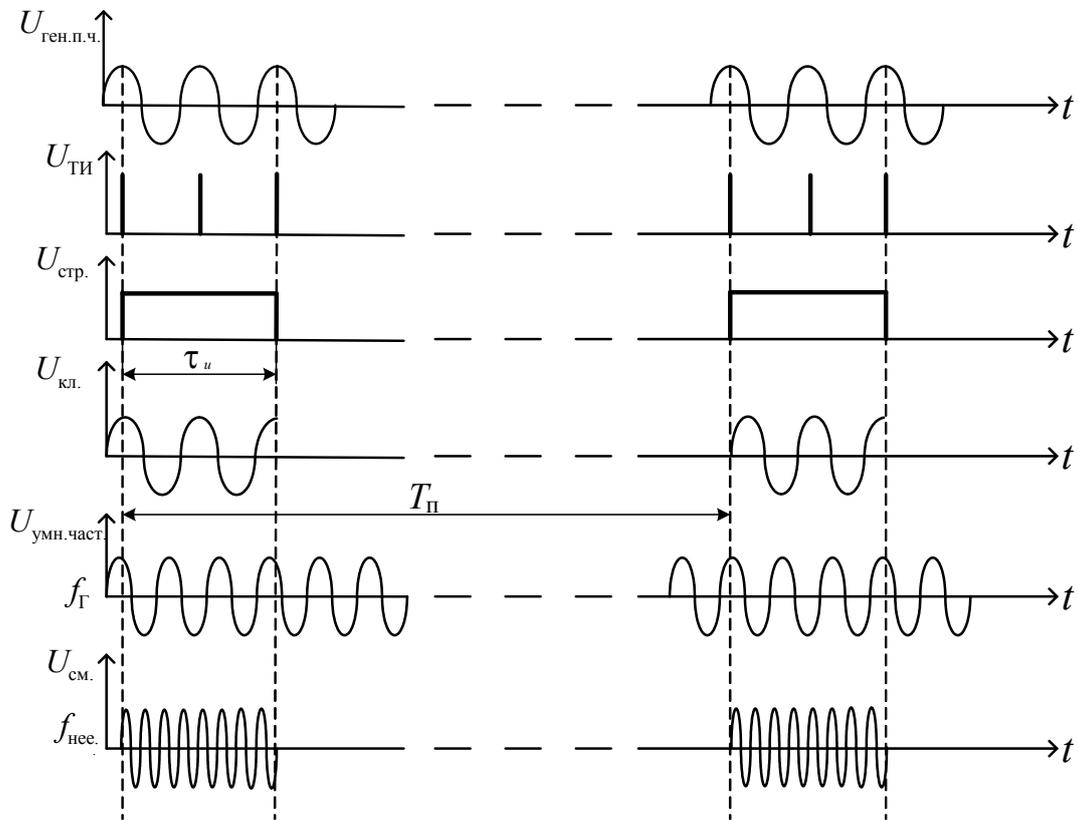 Uген.п.ч.
t
UТИ
t
Uстр.
t
τи
Uкл.
t
TП
Uумн.част.
fГ
t
Uсм.
fнее.
t